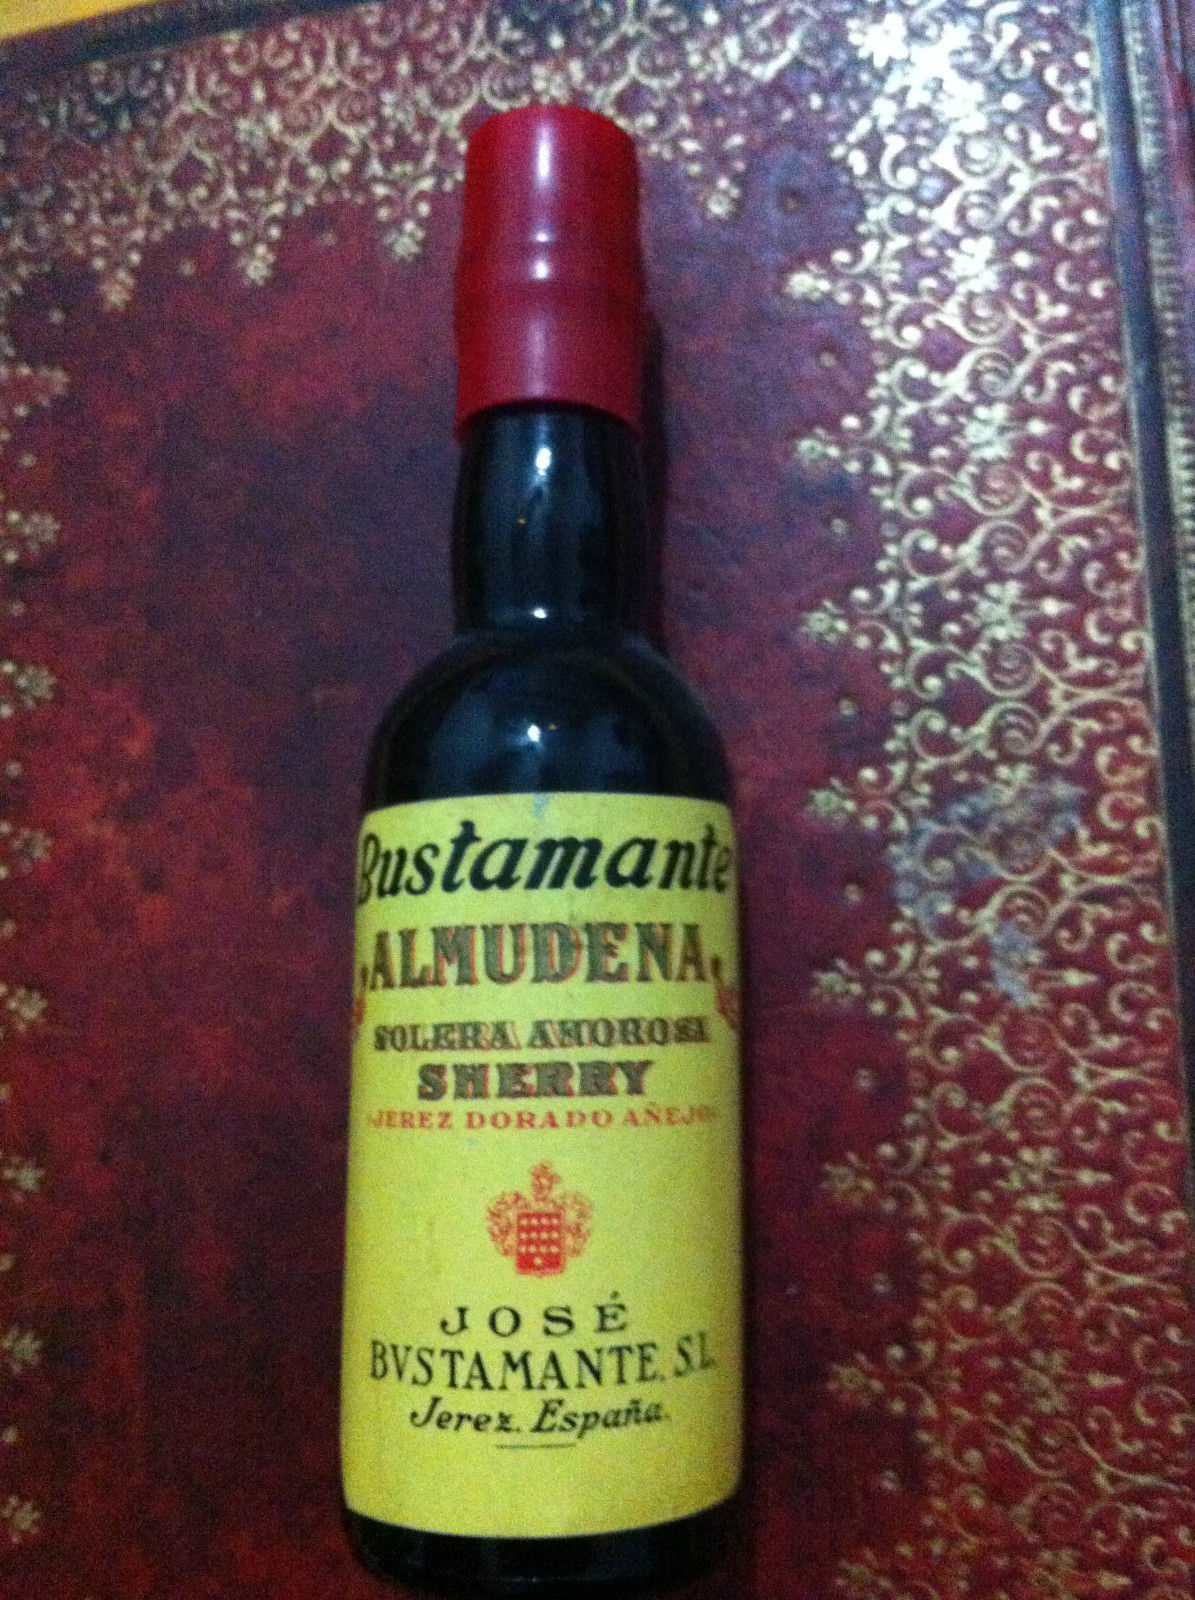 Bustamante
ALMUDENA
SOLERA AMOROSA
SHERRY
"JEREZ DORADO AÑEJO"
JOSÉ
BVSTAMANTE, S.L.
Jerez. España.